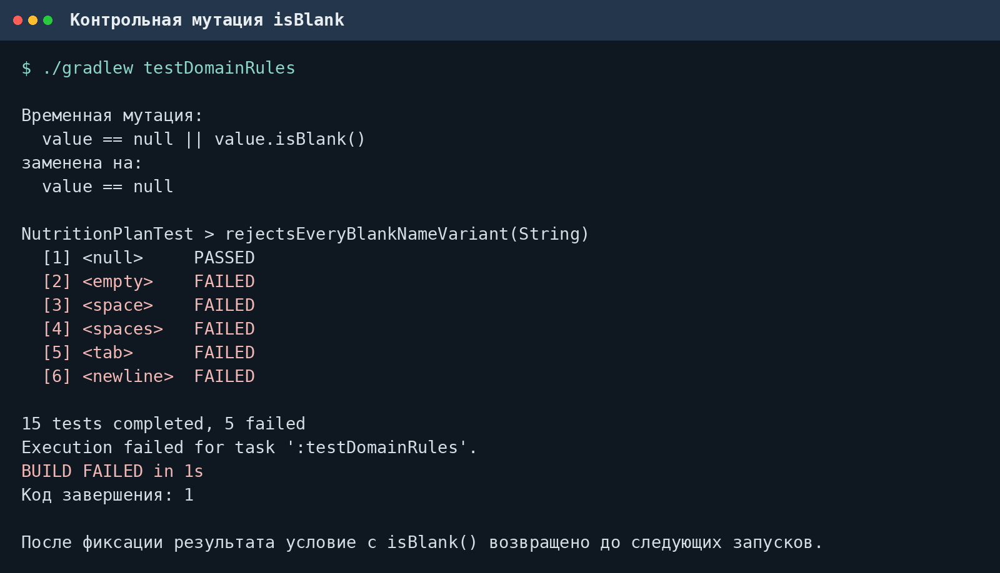 Контрольная мутация isBlank
$ ./gradlew testDomainRules
Временная мутация:
value == null || value.isBlank()
заменена на:
value == null
NutritionPlanTest > rejectsEveryBlankNameVariant(String)
[1] <null> PASSED
[2] <empty> FAILED
[3] <space> FAILED
[4] <spaces> FAILED
[5] <tab> FAILED
[6] <newline> FAILED
15 tests completed, 5 failed
Execution failed for task ':testDomainRules'.
BUILD FAILED in 1s
Код завершения: 1
После фиксации результата условие с isBlank() возвращено до следующих запусков.